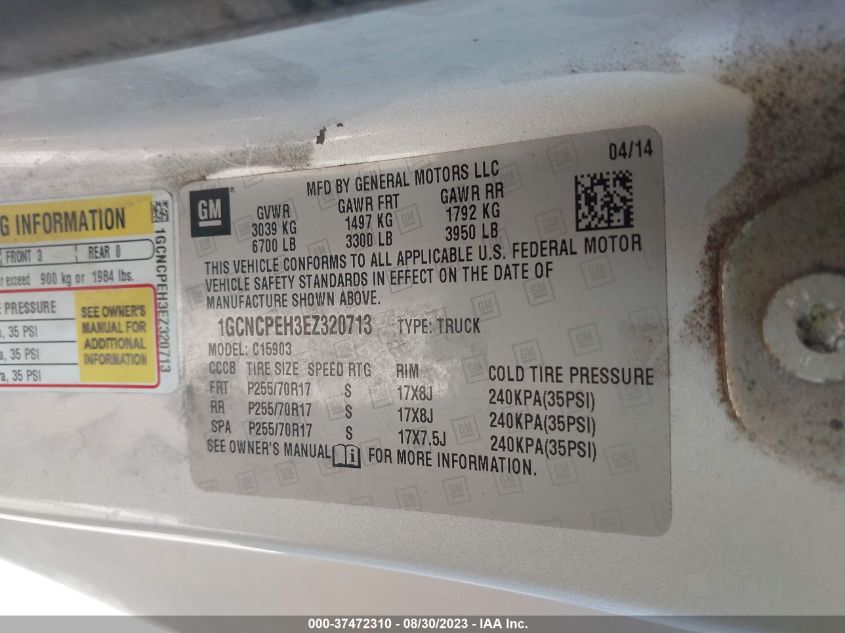 G INFORMATION
FRONT 3 REAR 0
exceed 900 kg or 1984 lbs.
PRESSURE
, 35 PSI
a, 35 PSI
a, 35 PSI
SEE OWNER'S
MANUAL FOR
ADDITIONAL
INFORMATION
1GCNCPEH3EZ320713
GM
MFD BY GENERAL MOTORS LLC
04/14
GVWR GAWR FRT GAWR RR
3039 KG 1497 KG 1792 KG
6700 LB 3300 LB 3950 LB
THIS VEHICLE CONFORMS TO ALL APPLICABLE U.S. FEDERAL MOTOR
VEHICLE SAFETY STANDARDS IN EFFECT ON THE DATE OF
MANUFACTURE SHOWN ABOVE.
1GCNCPEH3EZ320713 TYPE: TRUCK
MODEL: C15903
CCCB TIRE SIZE SPEED RTG RIM COLD TIRE PRESSURE
FRT P255/70R17 S 17X8J 240KPA(35PSI)
RR P255/70R17 S 17X8J 240KPA(35PSI)
SPA P255/70R17 S 17X7.5J 240KPA(35PSI)
SEE OWNER'S MANUAL FOR MORE INFORMATION.
000-37472310 - 08/30/2023 - IAA Inc.